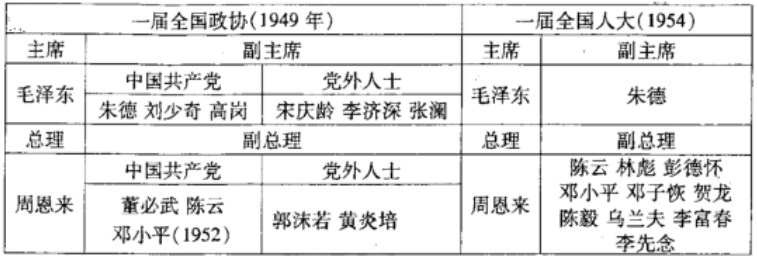 一届全国政协(1949 年) 一届全国人大(1954)
主席 副主席 主席 副主席
毛泽东 中国共产党 党外人士 毛泽东 朱德
朱德 刘少奇 高岗 宋庆龄 李济深 张澜
总理 副总理 总理 副总理
周恩来 中国共产党 党外人士 周恩来 陈云 林彪 彭德怀
董必武 陈云 郭沫若 黄炎培 邓小平 邓子恢 贺龙
邓小平(1952) 陈毅 乌兰夫 李富春
李先念